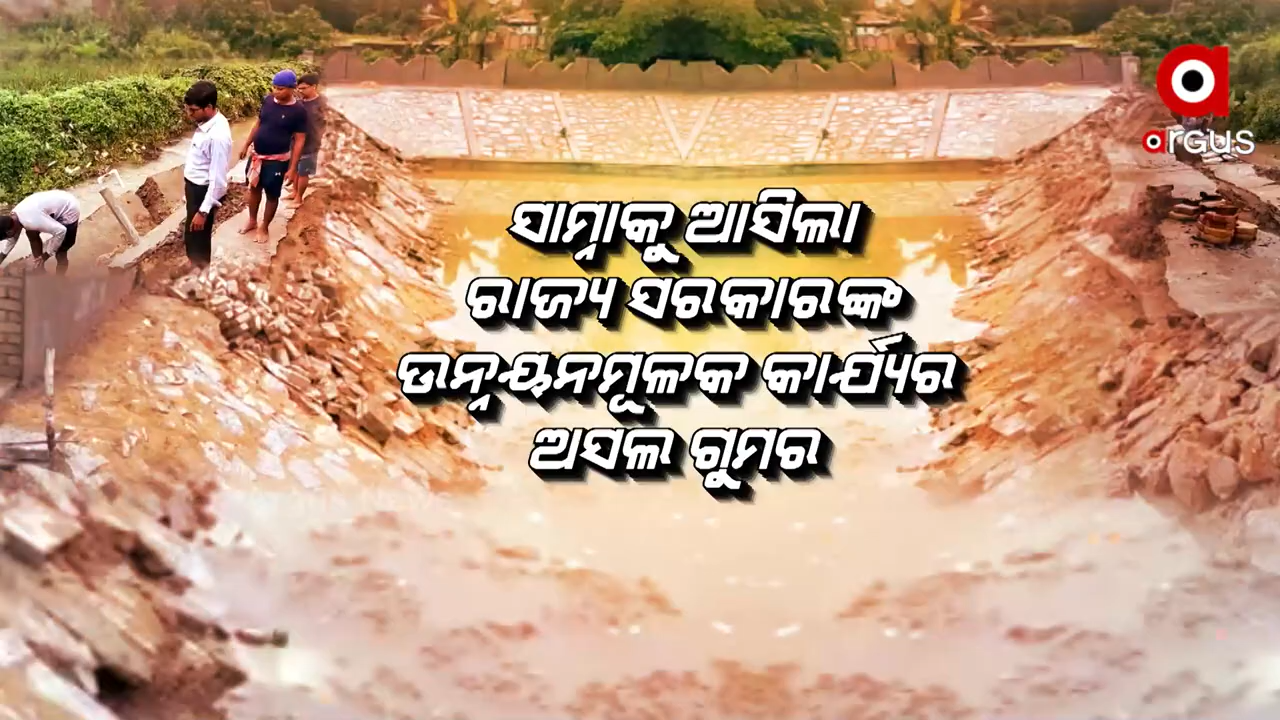 argus
ସାମ୍ନାକୁ ଆସିଲା
ରାଜ୍ୟ ସରକାରଙ୍କ
ଉନ୍ନୟନମୂଳକ କାର୍ଯ୍ୟର
ଅସଲ ଗୁମର